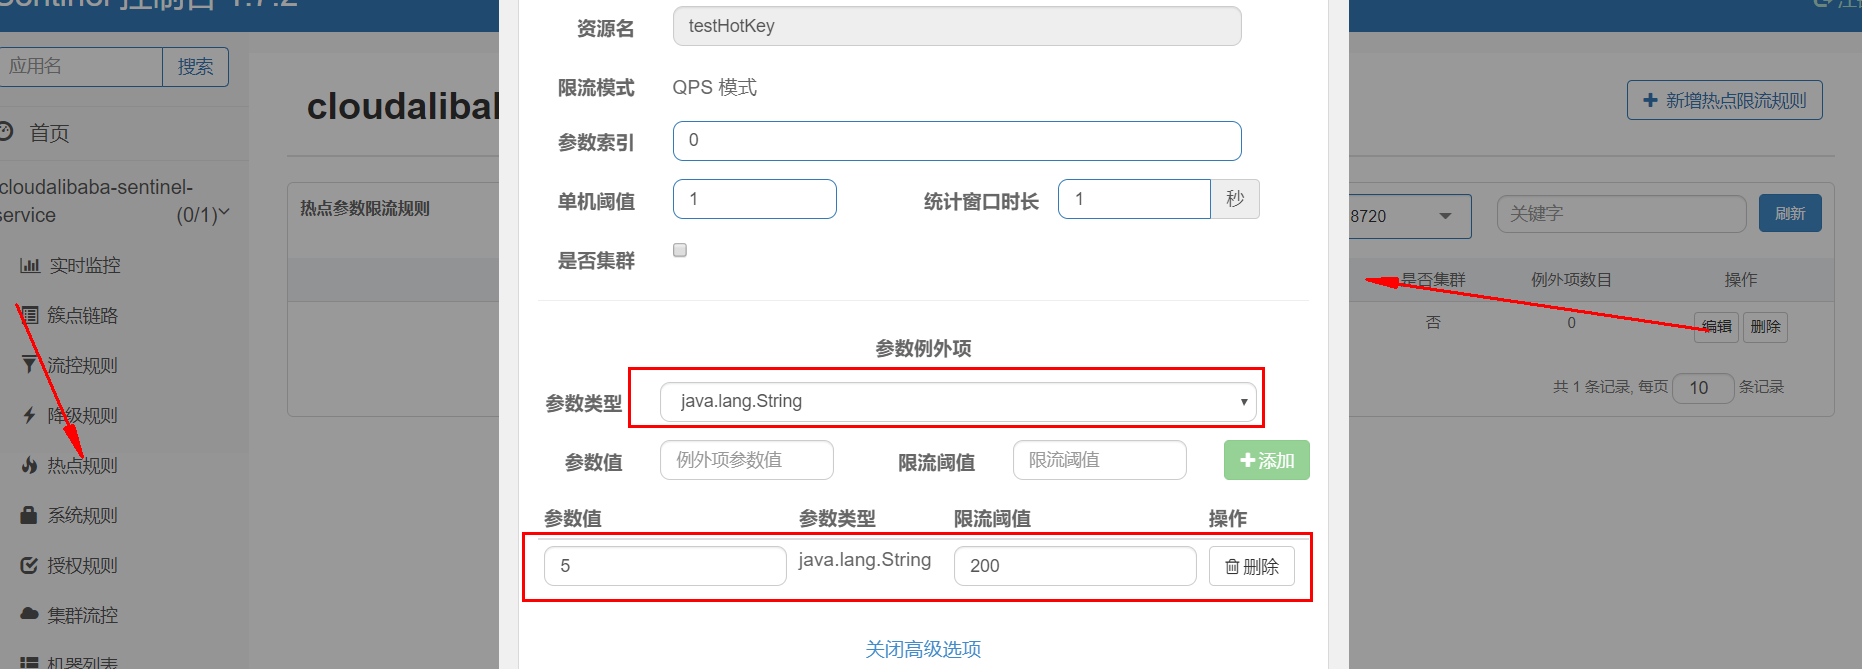 Sentinel 控制台 1.7.2
应用名
搜索
首页
cloudalibaba-sentinel-
service
(0/1)
实时监控
簇点链路
流控规则
降级规则
热点规则
系统规则
授权规则
集群流控
机器列表
cloudalibal
新增热点限流规则
热点参数限流规则
8720
关键字
刷新
是否集群 例外项数目 操作
否 0 编辑 删除
共 1 条记录, 每页 10 条记录
资源名 testHotKey
限流模式 QPS 模式
参数索引 0
单机阈值 1 统计窗口时长 1 秒
是否集群
参数例外项
参数类型 java.lang.String
参数值 例外项参数值 限流阈值 限流阈值 添加
参数值 参数类型 限流阈值 操作
5 java.lang.String 200 删除
关闭高级选项